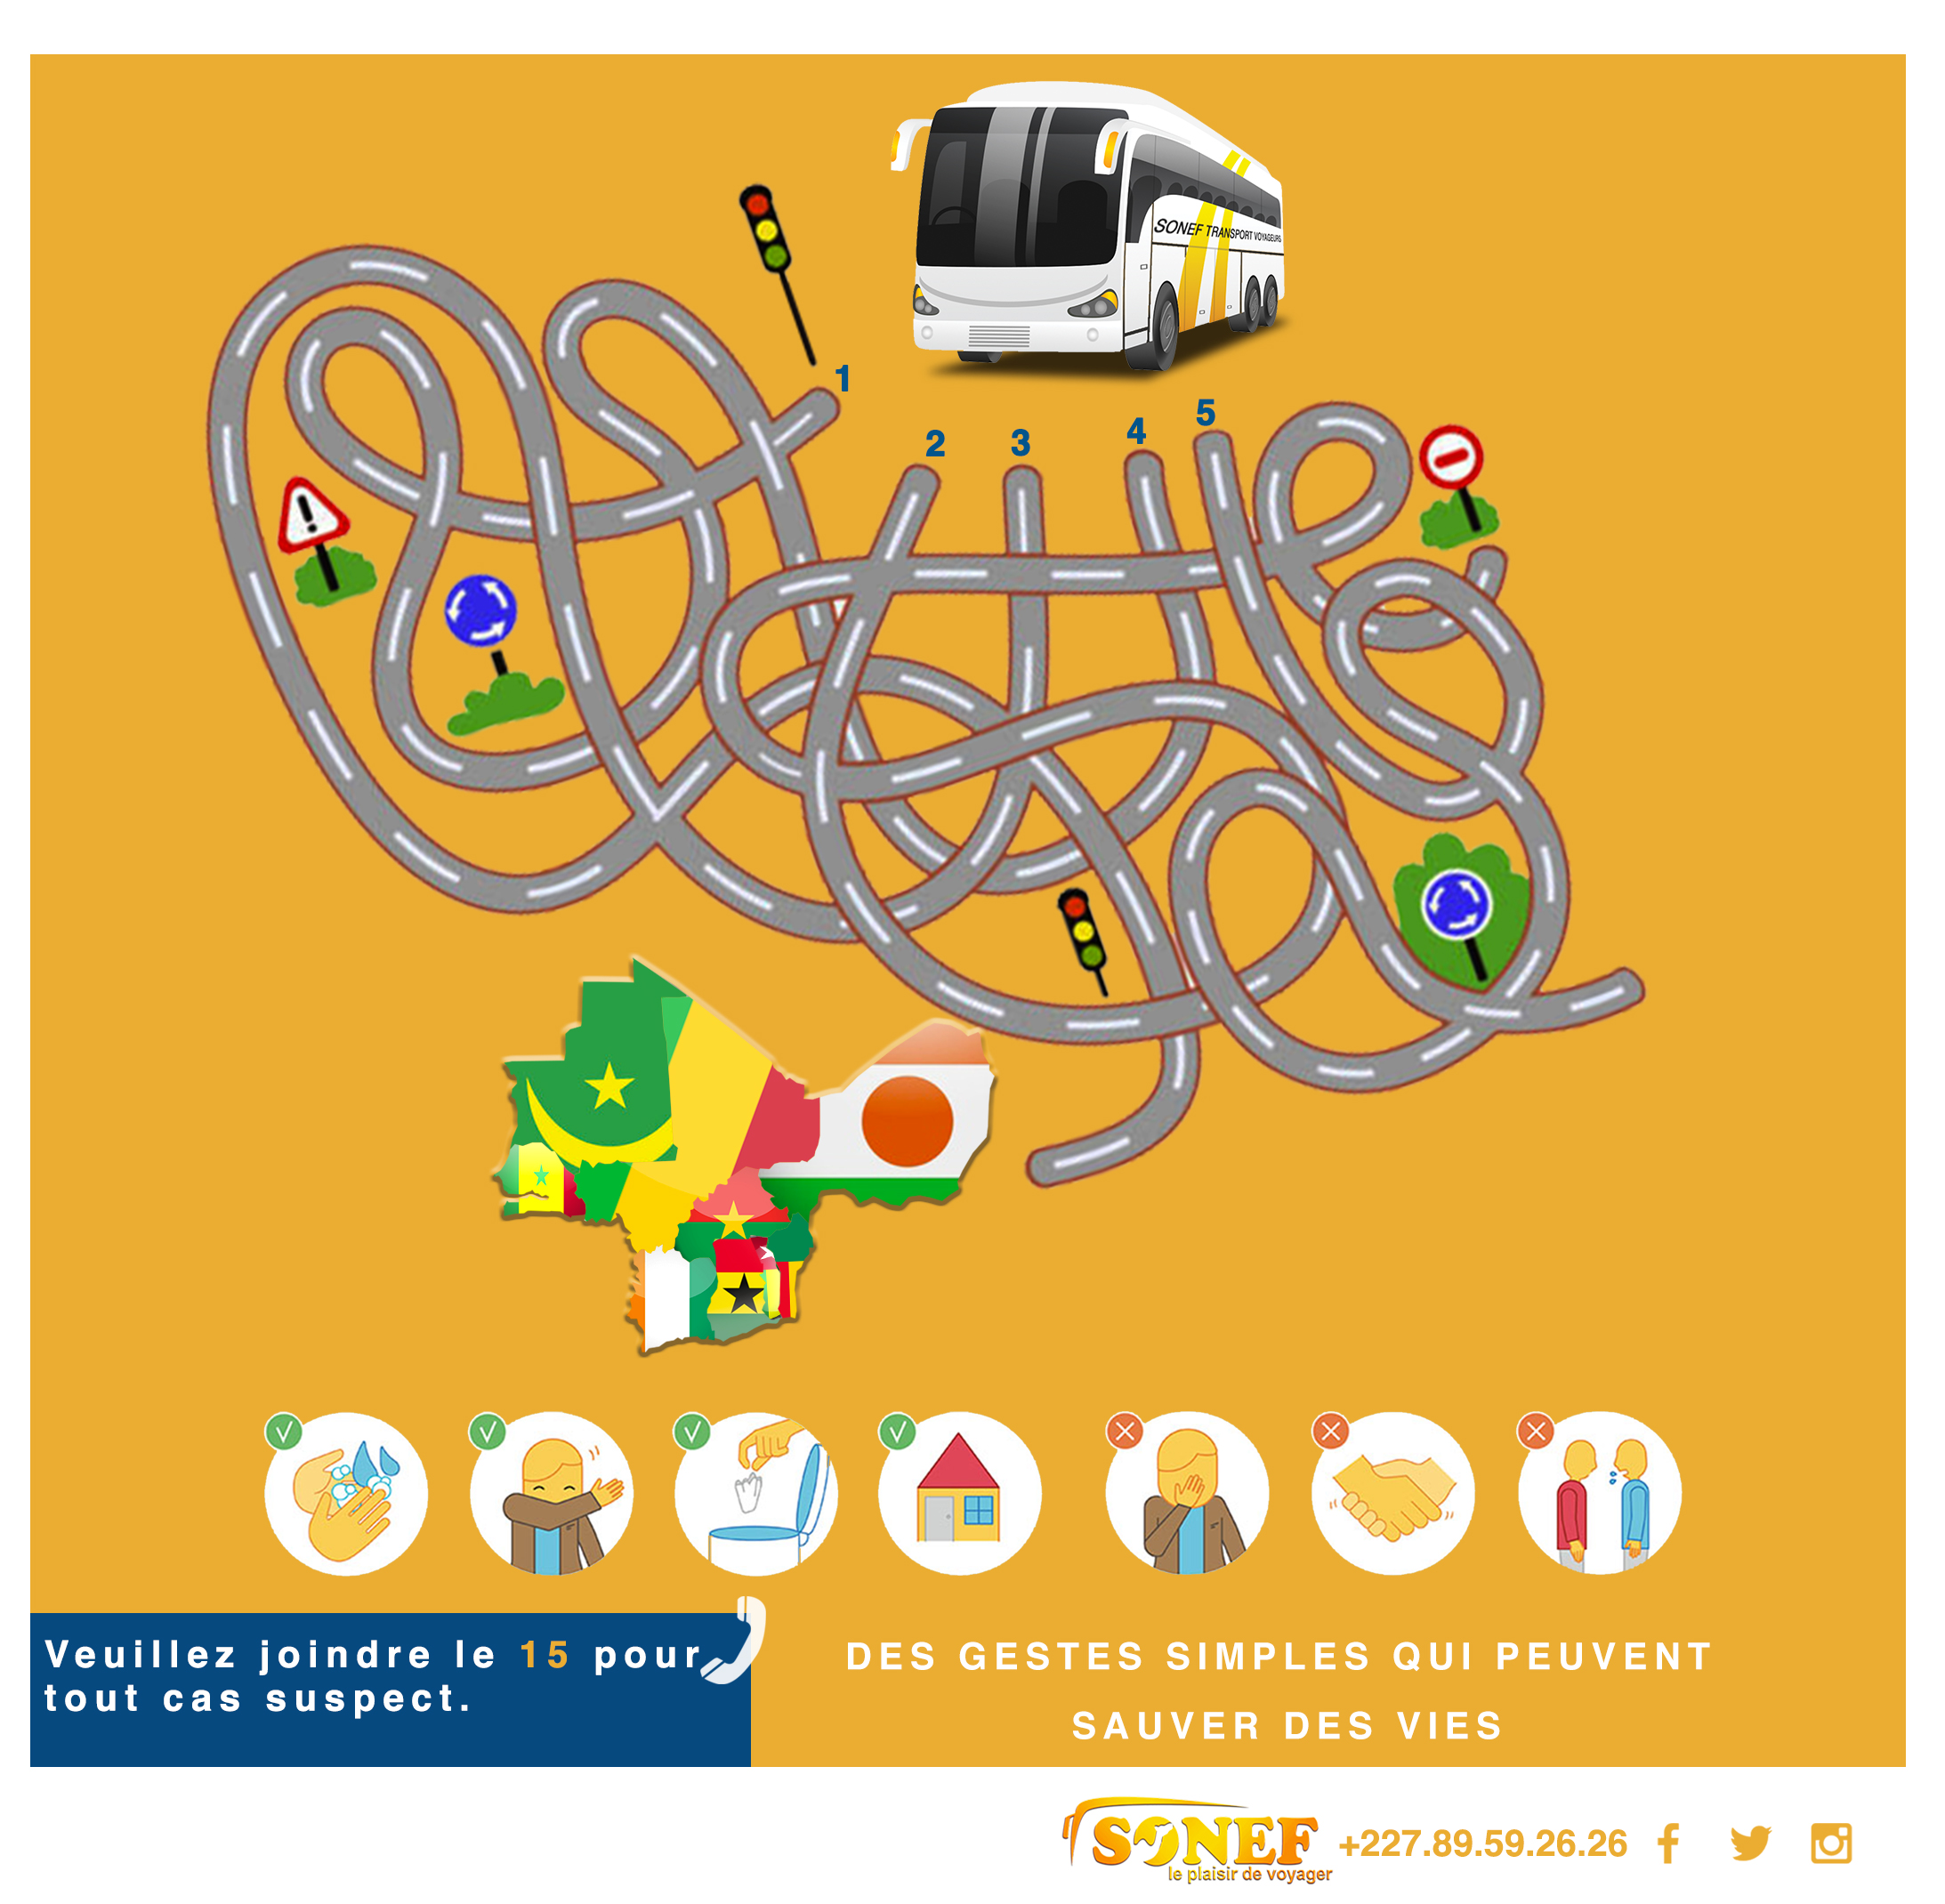 SONEF TRANSPORT VOYAGEURS
1
2
3
4
5
Veuillez joindre le 15 pour
tout cas suspect.
DES GESTES SIMPLES QUI PEUVENT
SAUVER DES VIES
SONEF
le plaisir de voyager
+227.89.59.26.26